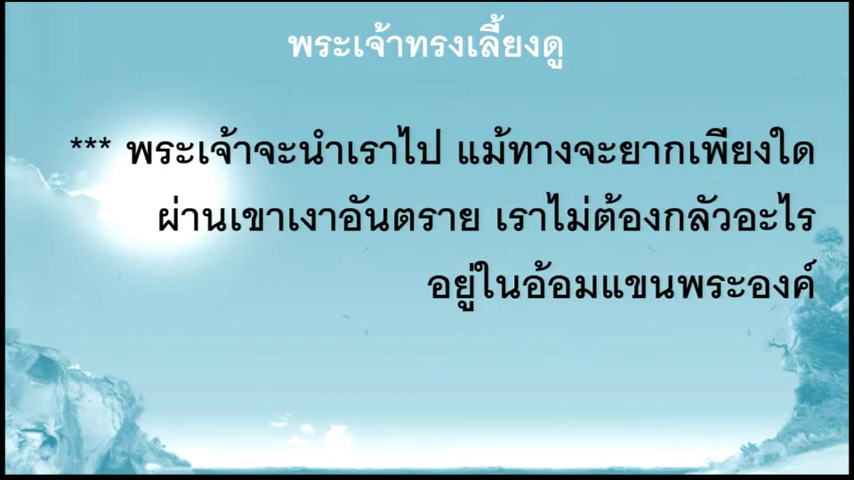 พระเจ้าทรงเลี้ยงดู
*** พระเจ้าจะนำเราไป แม้ทางจะยากเพียงใด
ผ่านเขาเงาอันตราย เราไม่ต้องกลัวอะไร
อยู่ในอ้อมแขนพระองค์